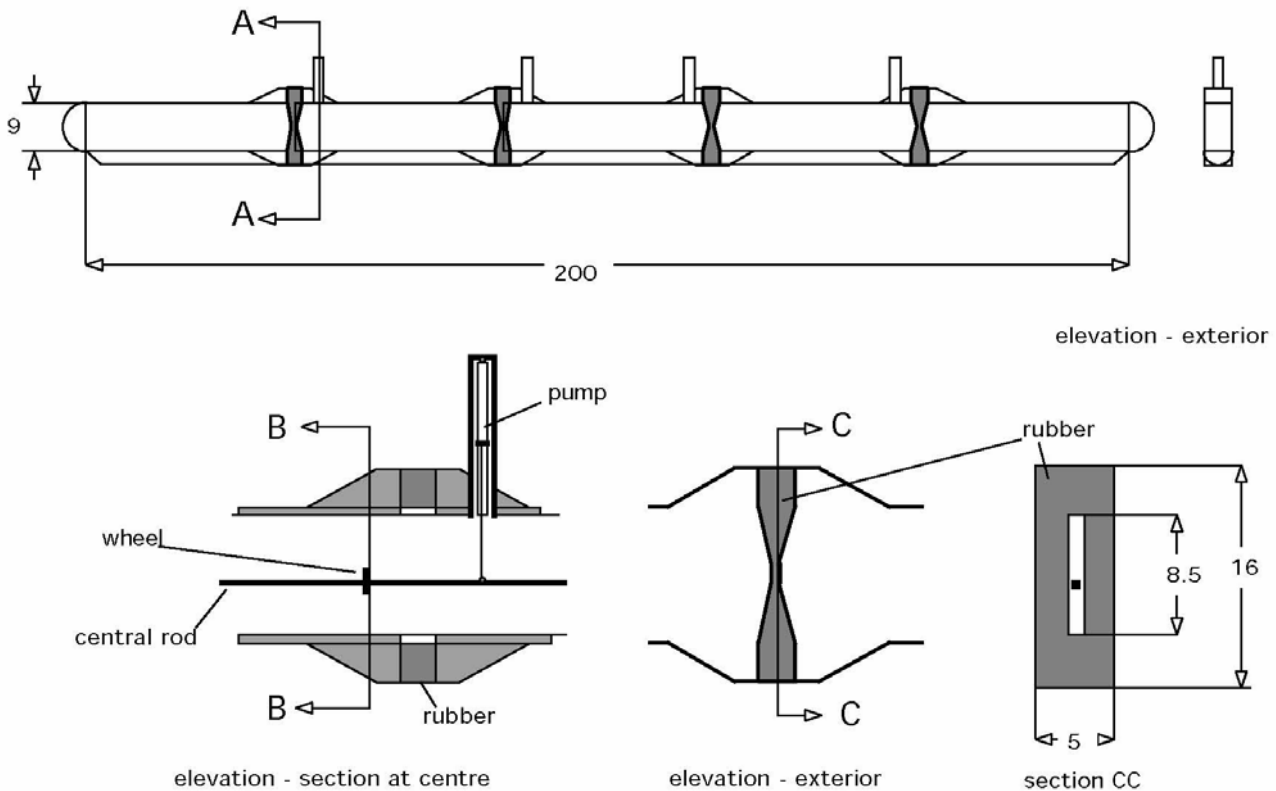 A
9
A
200
elevation - exterior
pump
B
C
rubber
wheel
8.5
16
central rod
B
rubber
C
5
elevation - section at centre
elevation - exterior
section CC